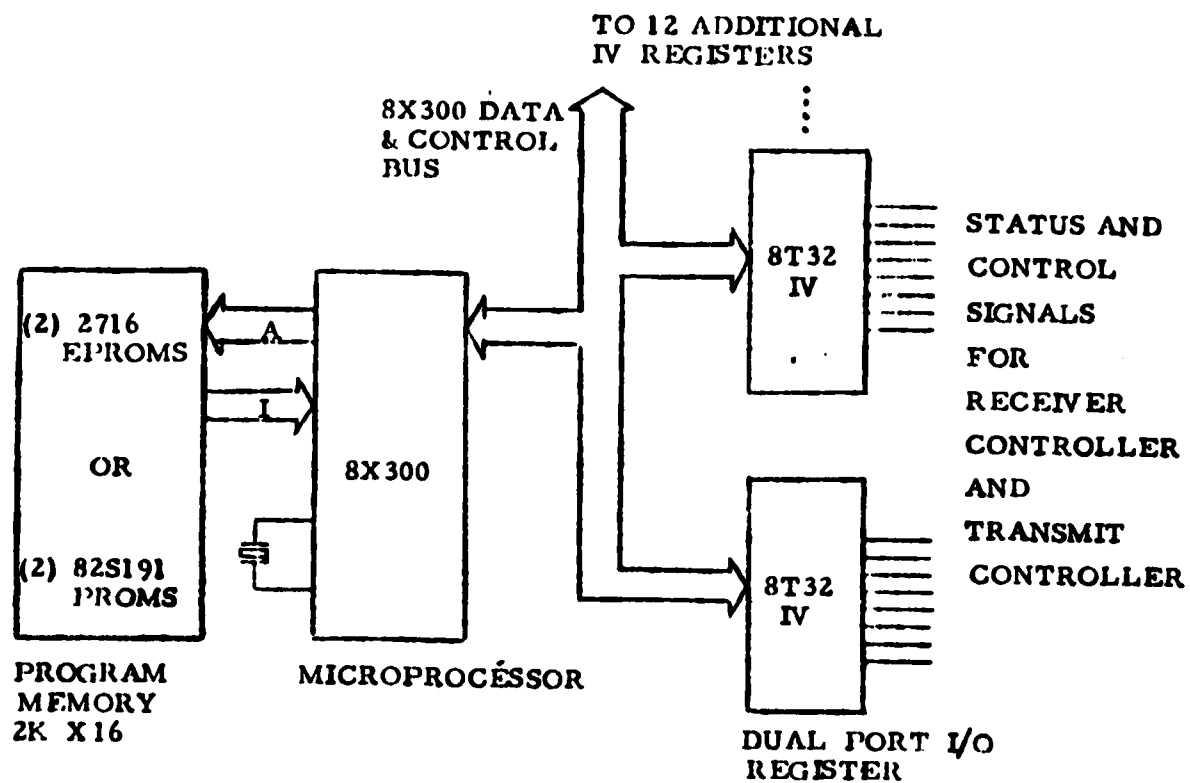 TO 12 ADDITIONAL
IV REGISTERS
8X300 DATA
& CONTROL
BUS
(2) 2716
EPROMS
OR
(2) 82S191
PROMS
A
I
8X300
8T32
IV
8T32
IV
STATUS AND
CONTROL
SIGNALS
FOR
RECEIVER
CONTROLLER
AND
TRANSMIT
CONTROLLER
PROGRAM
MEMORY
2K X16
MICROPROCÉSSOR
DUAL PORT I/O
REGISTER